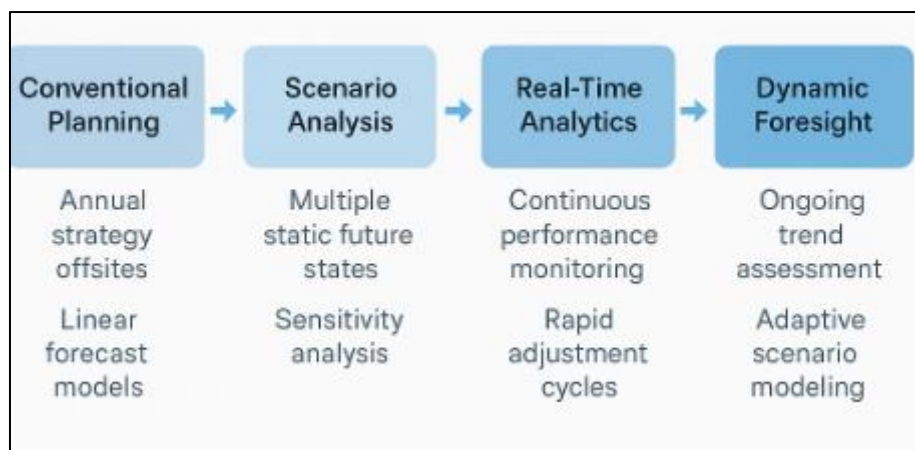 Conventional
Planning
Scenario
Analysis
Real-Time
Analytics
Dynamic
Foresight
Annual
strategy
offsites
Linear
forecast
models
Multiple
static future
states
Sensitivity
analysis
Continuous
performance
monitoring
Rapid
adjustment
cycles
Ongoing
trend
assessment
Adaptive
scenario
modeling